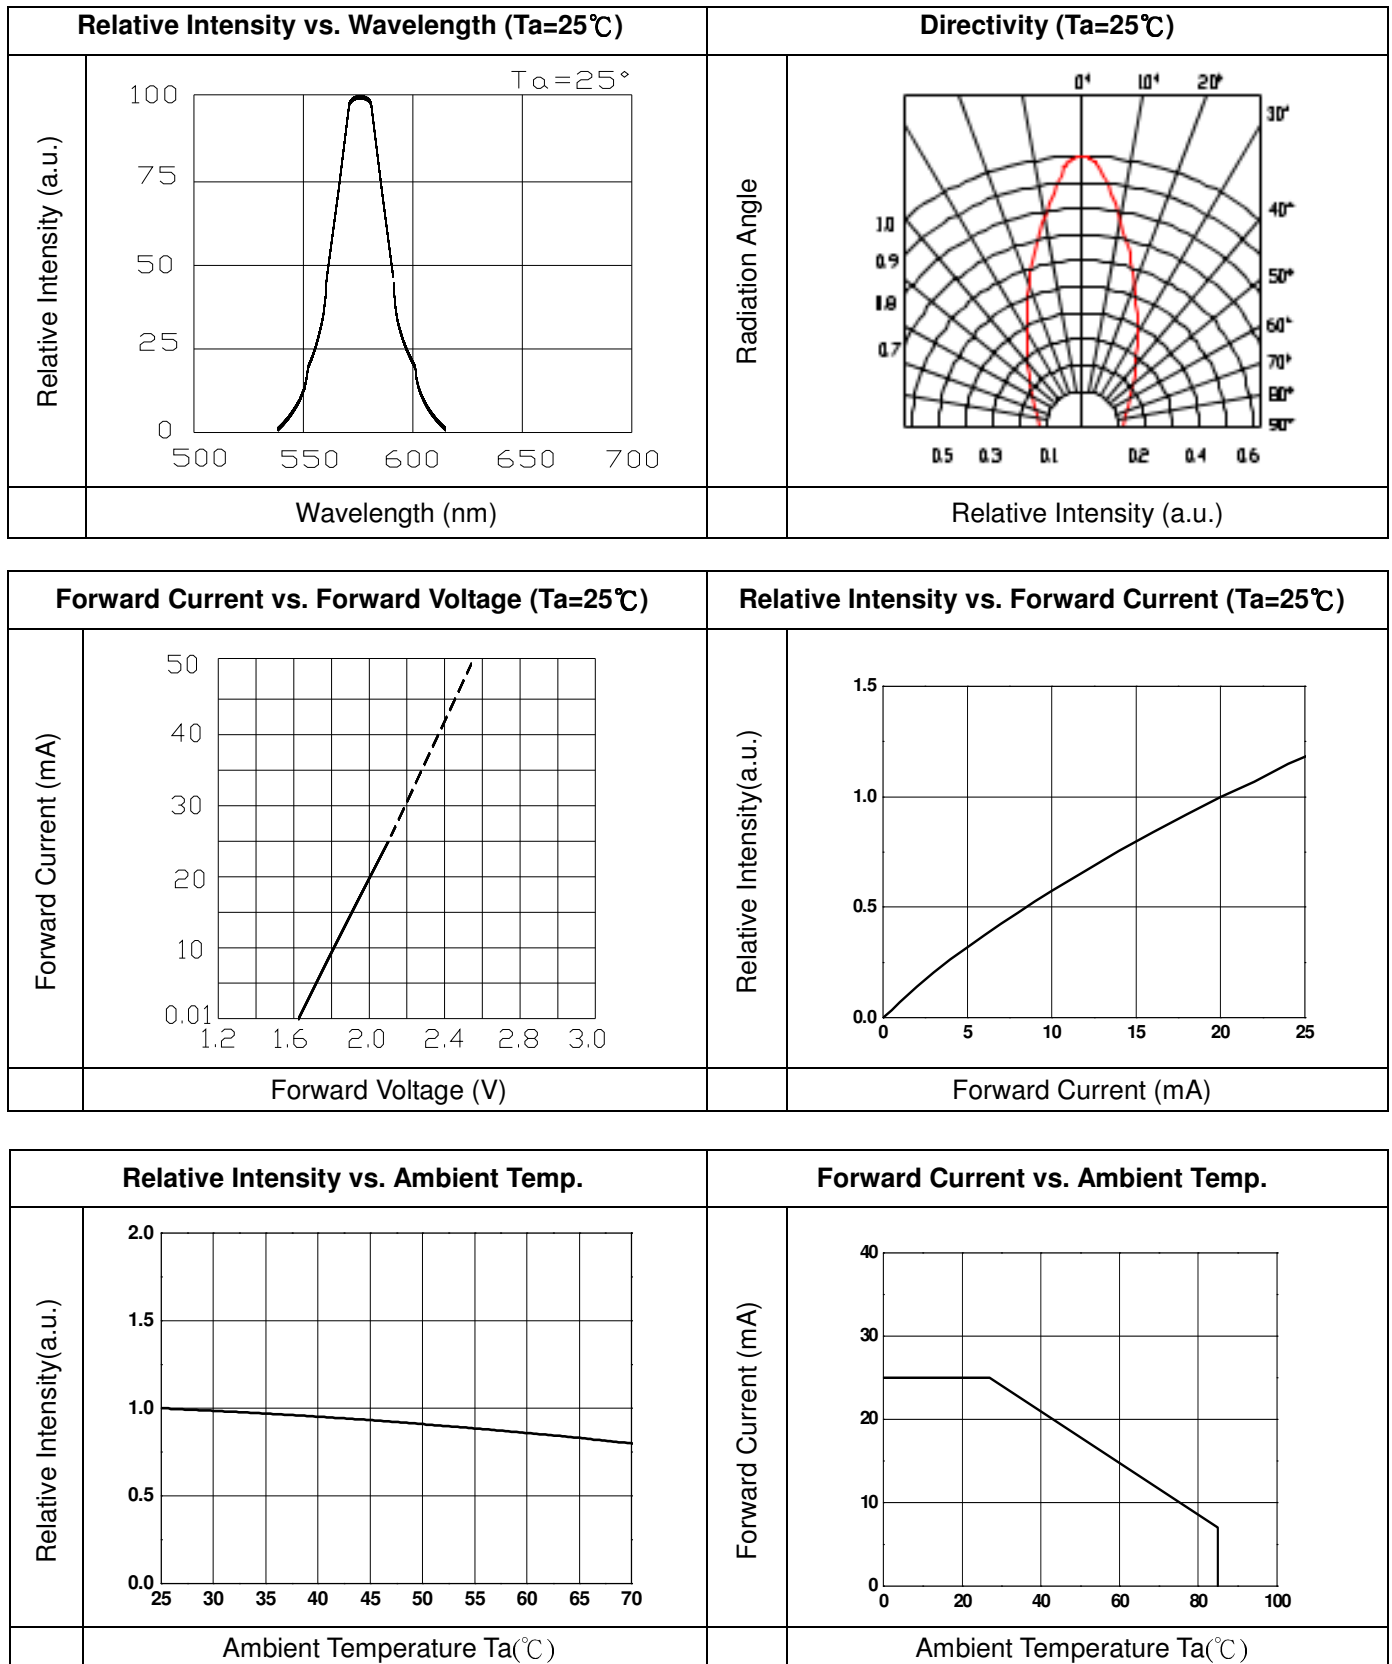 Relative Intensity vs. Wavelength (Ta=25℃)
Directivity (Ta=25℃)
Relative Intensity (a.u.)
Ta=25°
100
75
50
25
0
500 550 600 650 700
Wavelength (nm)
Radiation Angle
0° 10° 20°
30°
40°
50°
60°
70°
80°
90°
1.0
0.9
0.8
0.7
0.5 0.3 0.1 0.2 0.4 0.6
Relative Intensity (a.u.)
Forward Current vs. Forward Voltage (Ta=25℃)
Relative Intensity vs. Forward Current (Ta=25℃)
Forward Current (mA)
50
40
30
20
10
0.01
1.2 1.6 2.0 2.4 2.8 3.0
Forward Voltage (V)
Relative Intensity(a.u.)
1.5
1.0
0.5
0.0
0 5 10 15 20 25
Forward Current (mA)
Relative Intensity vs. Ambient Temp.
Forward Current vs. Ambient Temp.
Relative Intensity(a.u.)
2.0
1.5
1.0
0.5
0.0
25 30 35 40 45 50 55 60 65 70
Ambient Temperature Ta(℃)
Forward Current (mA)
40
30
20
10
0
0 20 40 60 80 100
Ambient Temperature Ta(℃)